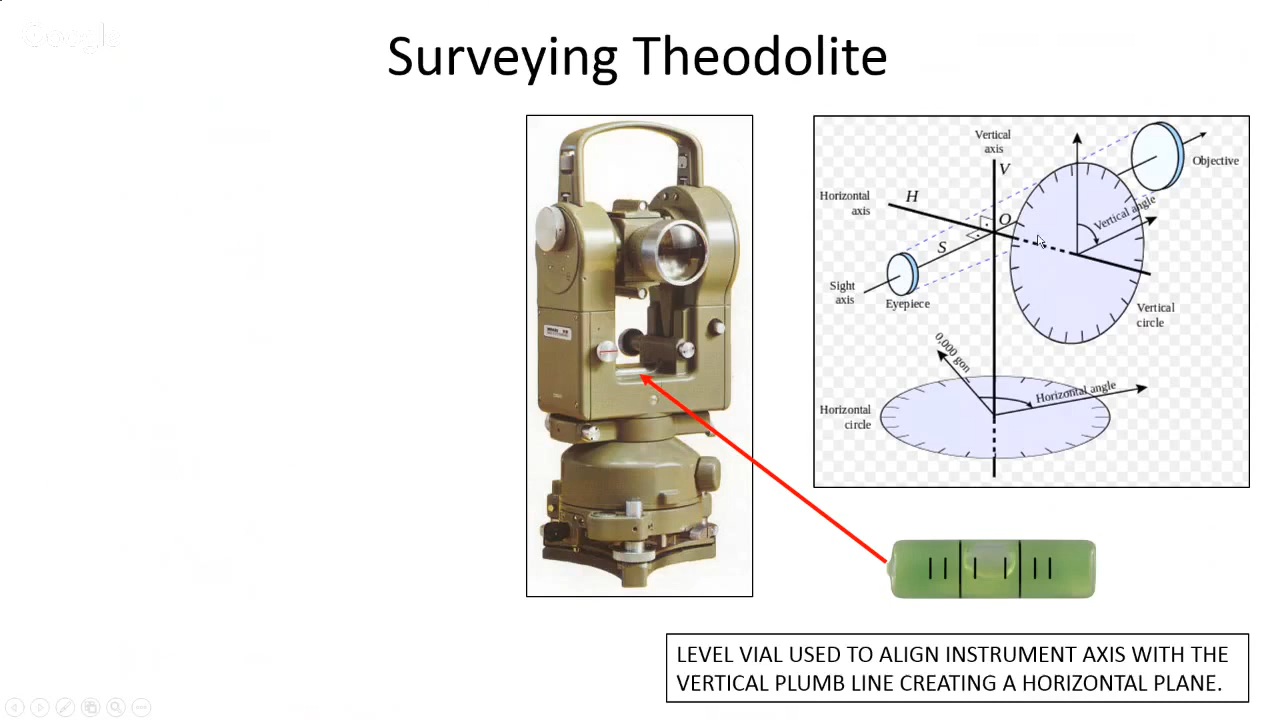 Google
Surveying Theodolite
Vertical
axis
V
Objective
Horizontal
axis
H
O
Vertical angle
S
Sight
axis
Eyepiece
Vertical
circle
0,000 gon
Horizontal angle
Horizontal
circle
LEVEL VIAL USED TO ALIGN INSTRUMENT AXIS WITH THE
VERTICAL PLUMB LINE CREATING A HORIZONTAL PLANE.